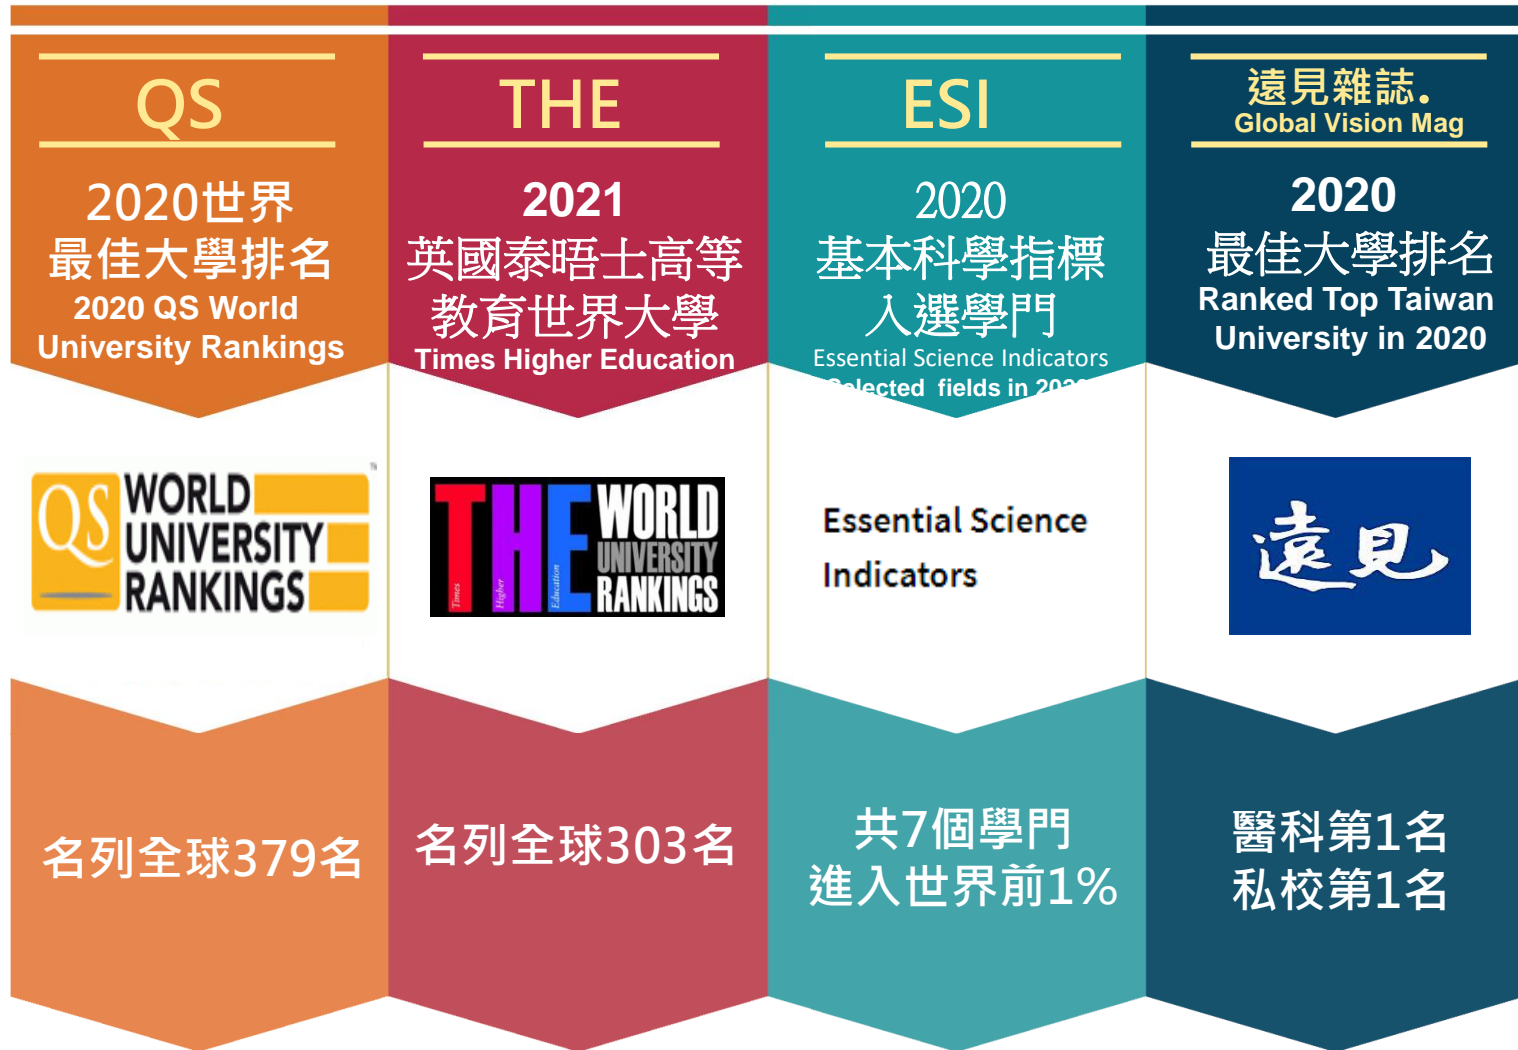 QS
2020世界
最佳大學排名
2020 QS World
University Rankings
QS
WORLD
UNIVERSITY
RANKINGS
名列全球379名
THE
2021
英國泰晤士高等
教育世界大學
Times Higher Education
THE
Times
Higher
Education
WORLD
UNIVERSITY
RANKINGS
名列全球303名
ESI
2020
基本科學指標
入選學門
Essential Science Indicators
Selected fields in 2020
Essential Science
Indicators
共7個學門
進入世界前1%
遠見雜誌.
Global Vision Mag
2020
最佳大學排名
Ranked Top Taiwan
University in 2020
遠見
醫科第1名
私校第1名